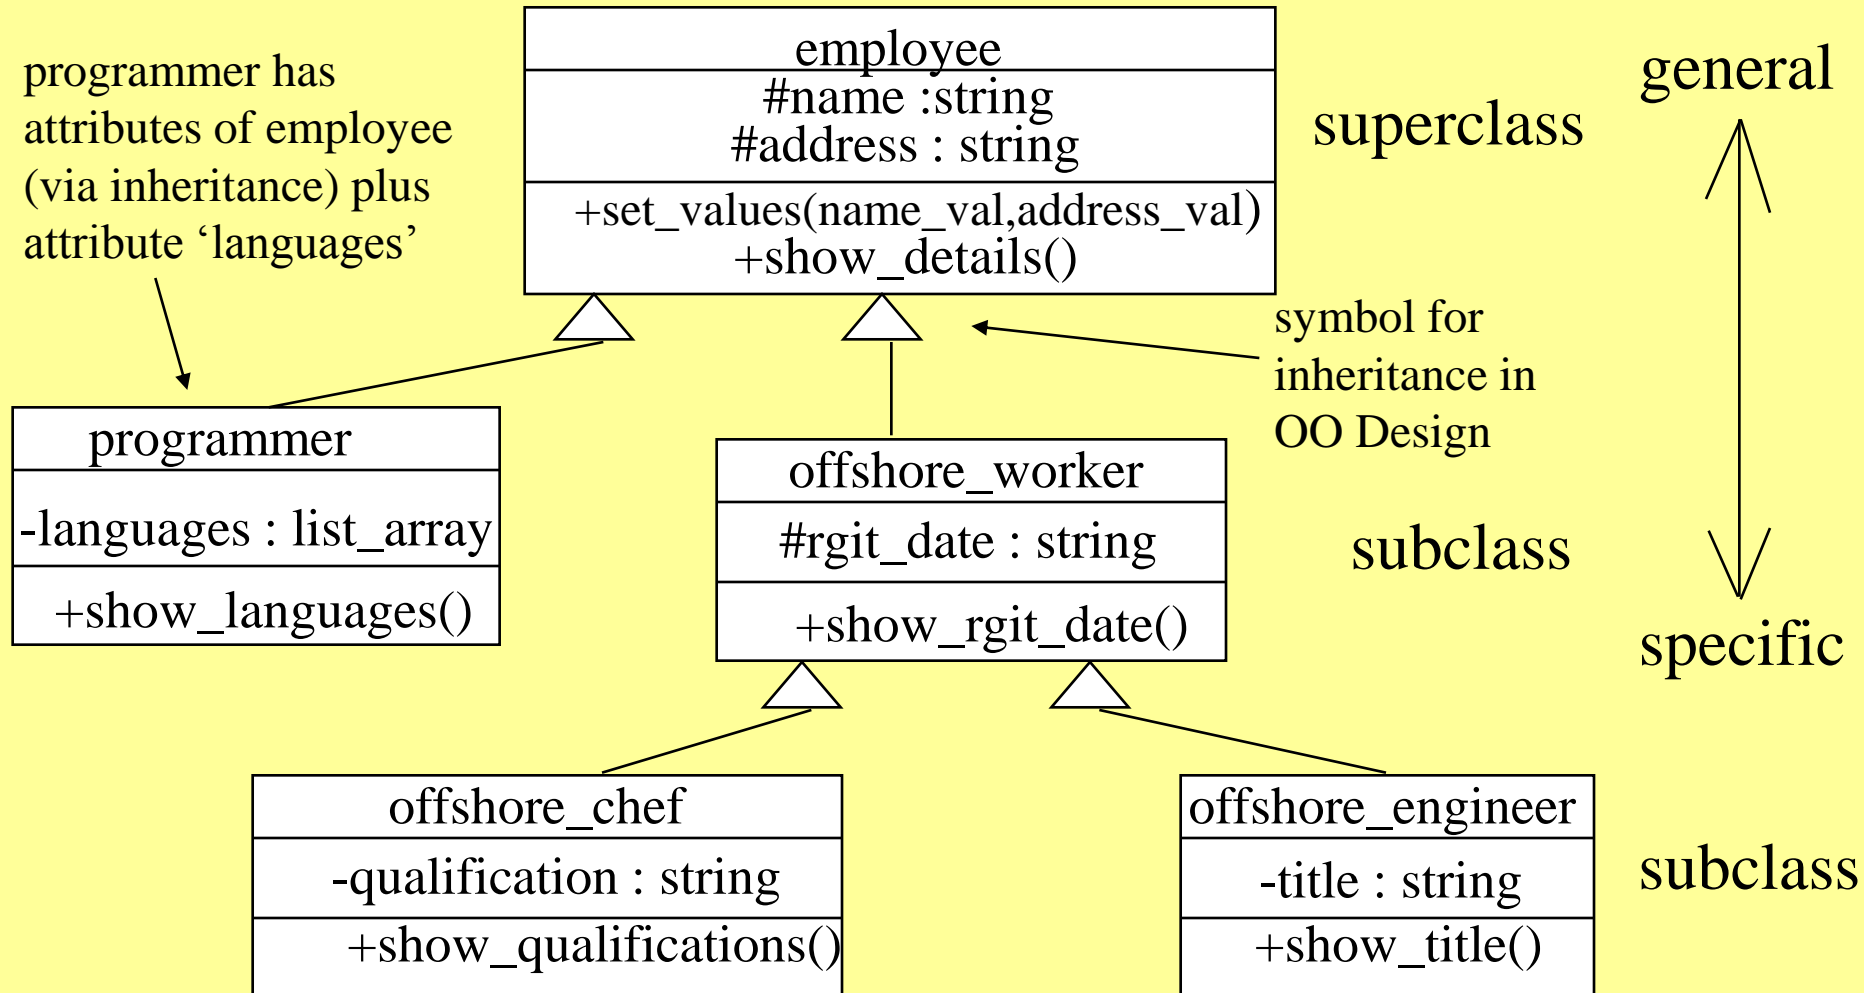 employee
#name :string
#address : string
+set_values(name_val,address_val)
+show_details()
programmer has
attributes of employee
(via inheritance) plus
attribute ‘languages’
superclass
general
symbol for
inheritance in
OO Design
programmer
-languages : list_array
+show_languages()
offshore_worker
#rgit_date : string
+show_rgit_date()
subclass
specific
offshore_chef
-qualification : string
+show_qualifications()
offshore_engineer
-title : string
+show_title()
subclass